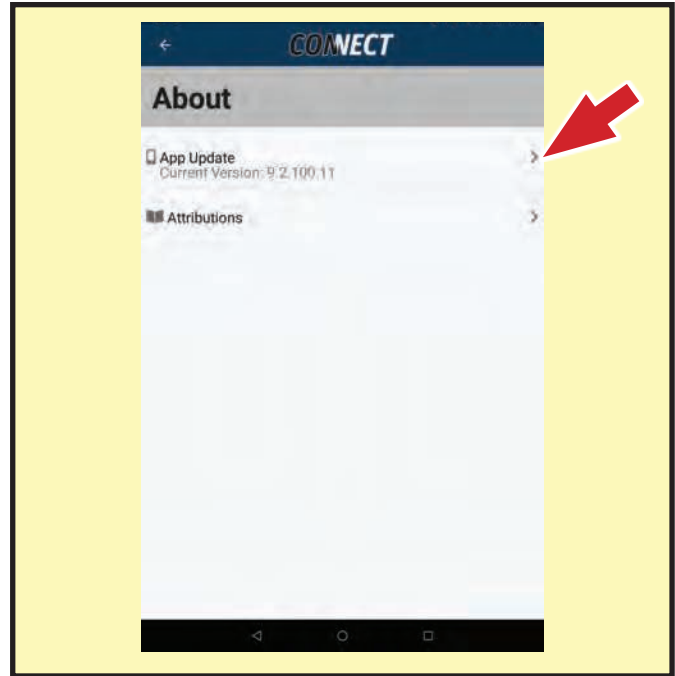 CONNECT
About
App Update
Current Version: 9.2.100.11
Attributions